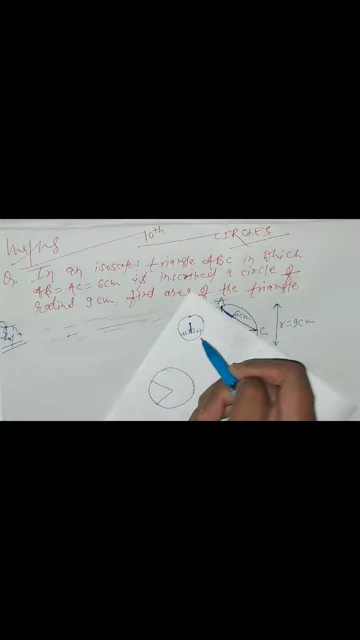 10th CIRCLES
Q. In an isosceles triangle ABC in which
AB = AC = 6cm is inscribed a circle of
radius 9cm, find area of the triangle
A
6cm
C
r=9cm